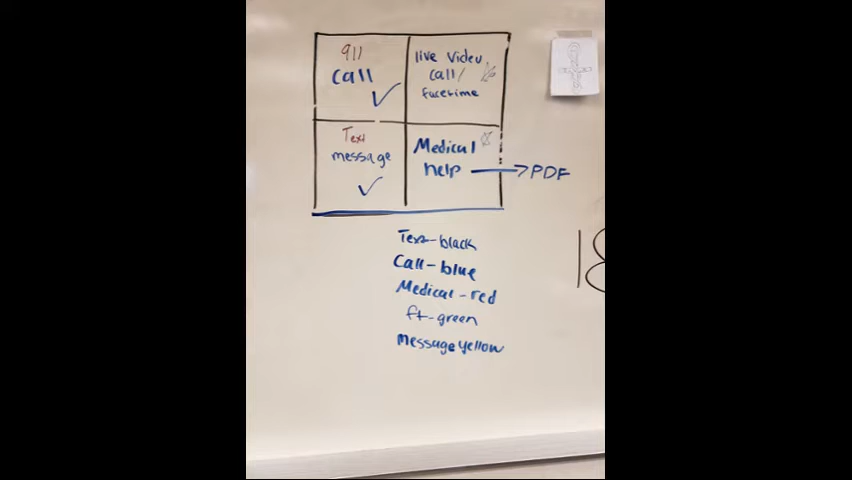 911
call
live video
call/
facetime
Text
message
Medical
help
PDF
Text-black
Call-blue
Medical-red
ft-green
Message yellow
18